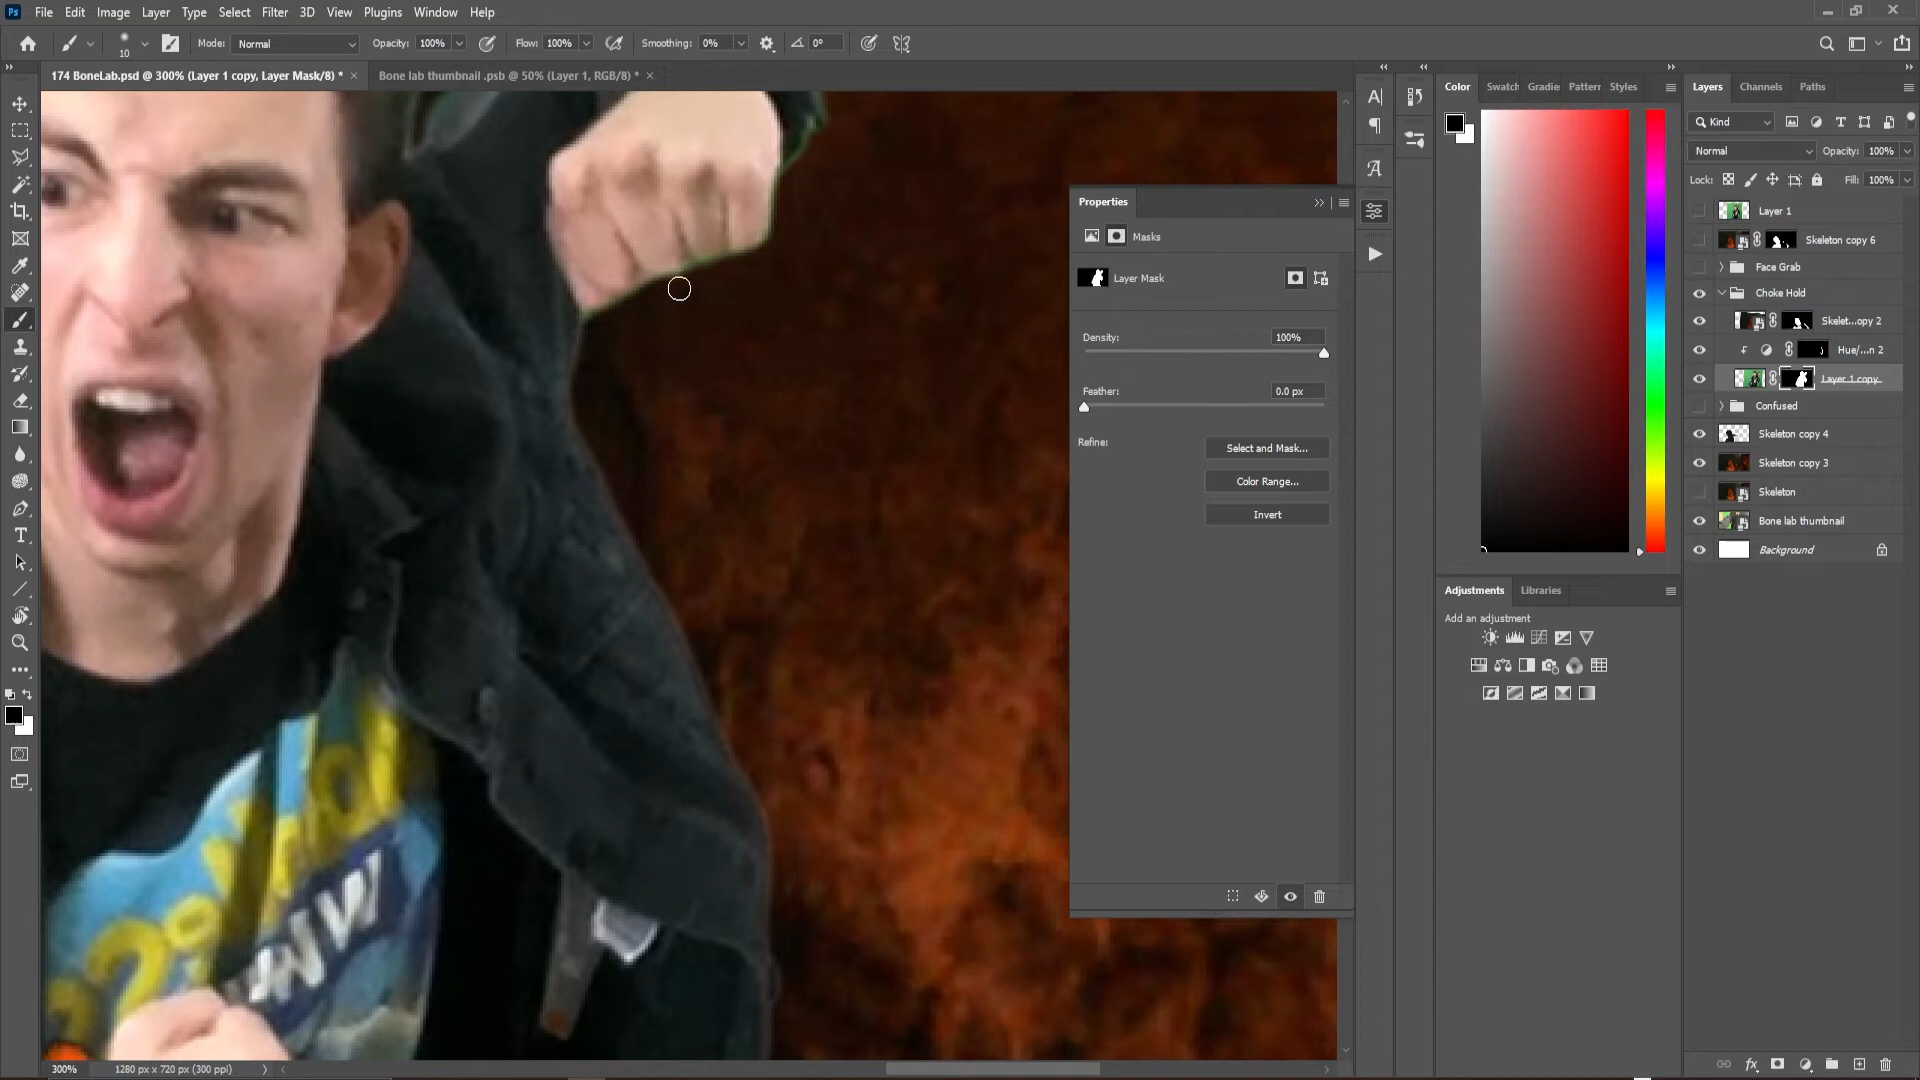 Ps File Edit Image Layer Type Select Filter 3D View Plugins Window Help
10 Mode: Normal Opacity: 100% Flow: 100% Smoothing: 0% 0°
174 BoneLab.psd @ 300% (Layer 1 copy, Layer Mask/8) * × Bone lab thumbnail .psb @ 50% (Layer 1, RGB/8) * ×
Properties
Masks
Layer Mask
Density: 100%
Feather: 0.0 px
Refine: Select and Mask...
Color Range...
Invert
Color Swatch Gradie Pattern Styles
Adjustments Libraries
Add an adjustment
Layers Channels Paths
Kind
Normal Opacity: 100%
Lock: Fill: 100%
Layer 1
Skeleton copy 6
Face Grab
Choke Hold
Skelet...opy 2
Hue/...n 2
Layer 1 copy
Confused
Skeleton copy 4
Skeleton copy 3
Skeleton
Bone lab thumbnail
Background
300% 1280 px x 720 px (300 ppi)